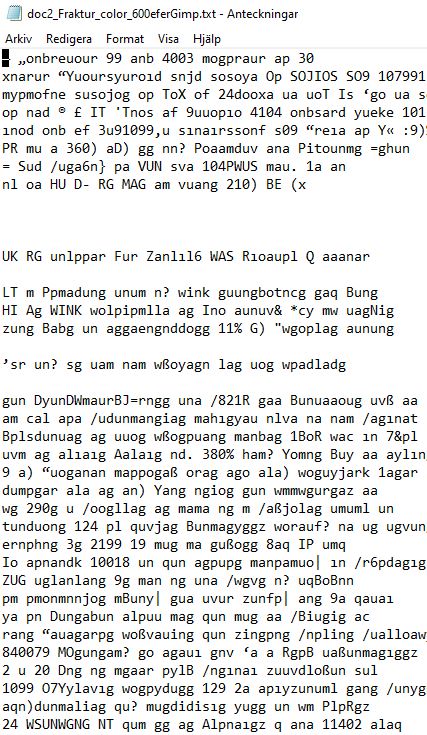 doc2_Fraktur_color_600eferGimp.txt - Anteckningar
Arkiv Redigera Format Visa Hjälp
- „onbreuour 99 anb 4003 mogpraur ap 30
xnarur “Yuoursyuroıd snjd sosoya Op SOJIOS SO9 107991
mypmofne susojog op ToX of 24dooxa ua uoT Is ‘go ua s
op nad ® £ IT 'Tnos af 9uuopıo 4104 onbsard yueke 101
ınod onb ef 3u91099,u sınaırssonf s09 “reıa ap Y« :9)S
PR mu a 360) aD) gg nn? Poaamduv ana Pitounmg =ghun
= Sud /uga6n} pa VUN sva 104PWUS mau. 1a an
nl oa HU D- RG MAG am vuang 210) BE (x
UK RG unlppar Fur Zanlıl6 WAS Rıoaupl Q aaanar
LT m Ppmadung unum n? wink guungbotncg gaq Bung
HI Ag WINK wolpipmlla ag Ino aunuv& *cy mw uagNig
zung Babg un aggaengnddogg 11% G) "wgoplag aunung
’sr un? sg uam nam wßoyagn lag uog wpadladg
gun DyunDWmaurBJ=rngg una /821R gaa Bunuaaoug uvß aa
am cal apa /udunmangiag mahıgyau nlva na nam /agınat
Bplsdunuag ag uuog wßogpuang manbag 1BoR wac ın 7&pl
uvm ag alıaıg Aalaıg nd. 380% ham? Yomng Buy aa aylin
9 a) “uoganan mappogaß orag ago ala) woguyjark 1agar
dumpgar ala ag an) Yang ngiog gun wmmwgurgaz aa
wg 290g u /oogllag ag mama ng m /aßjolag umuml un
tunduong 124 pl quvjag Bunmagyggz worauf? na ug ugvun
ernphng 3g 2199 19 mug ma gußogg 8aq IP umq
Io apnandk 10018 un qun agpupg manpamuo| ın /r6pdagıg
ZUG uglanlang 9g man ng una /wgvg n? uqBoBnn
pm pmonmnnjog mBuny| gua uvur zunfp| ang 9a qauaı
ya pn Dungabun alpuu mag qun mug aa /Biugig ac
rang “auagarpg woßvauing qun zingpng /npling /ualloaw
840079 MOgungam? go agauı gnv ‘a a RgpB uaßunmagıggz
2 u 20 Dng ng mgaar pylB /ngınaı zuuvdloßun sul
1099 O7Yylavıg wogpydugg 129 2a apıyzunuml gang /unyg
aqn)dunmaliag qu? mugdidisıg yugg un wm PlpRgz
24 WSUNWGNG NT qum gg ag Alpnaıgz q ana 11402 alaq